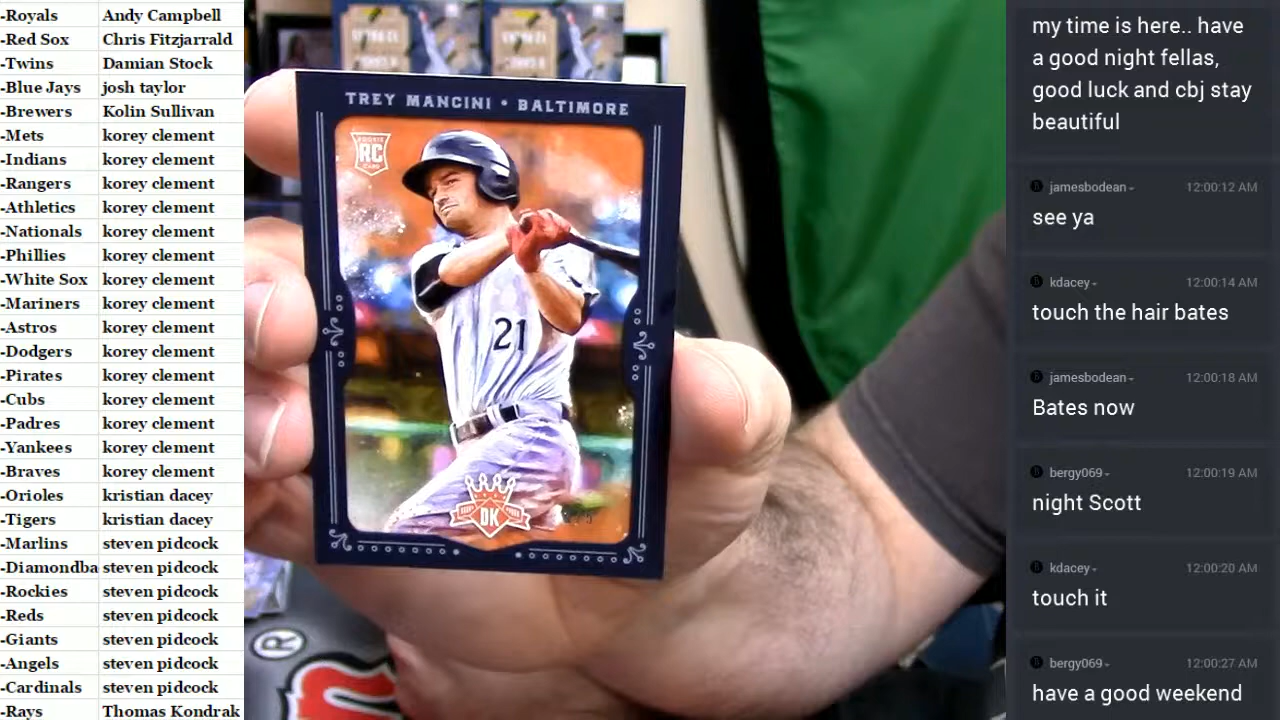 -Royals Andy Campbell
-Red Sox Chris Fitzjarrald
-Twins Damian Stock
-Blue Jays josh taylor
-Brewers Kolin Sullivan
-Mets korey clement
-Indians korey clement
-Rangers korey clement
-Athletics korey clement
-Nationals korey clement
-Phillies korey clement
-White Sox korey clement
-Mariners korey clement
-Astros korey clement
-Dodgers korey clement
-Pirates korey clement
-Cubs korey clement
-Padres korey clement
-Yankees korey clement
-Braves korey clement
-Orioles kristian dacey
-Tigers kristian dacey
-Marlins steven pidcock
-Diamondba steven pidcock
-Rockies steven pidcock
-Reds steven pidcock
-Giants steven pidcock
-Angels steven pidcock
-Cardinals steven pidcock
-Rays Thomas Kondrak
TREY MANCINI • BALTIMORE
ROOKIE
RC
CARD
21
DK
®
my time is here.. have
a good night fellas,
good luck and cbj stay
beautiful
jamesbodean 12:00:12 AM
see ya
kdacey 12:00:14 AM
touch the hair bates
jamesbodean 12:00:18 AM
Bates now
bergy069 12:00:19 AM
night Scott
kdacey 12:00:20 AM
touch it
bergy069 12:00:27 AM
have a good weekend